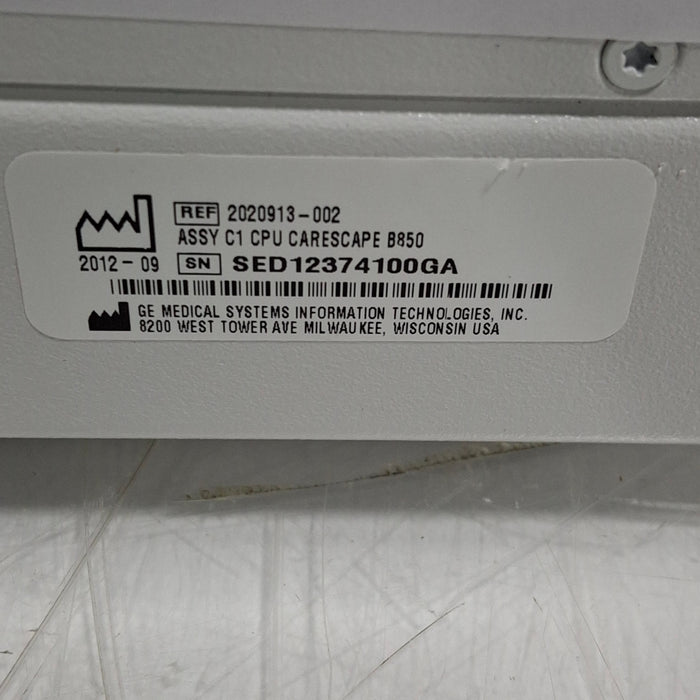 REF 2020913-002
ASSY C1 CPU CARESCAPE B850
2012-09 SN SED12374100GA
GE MEDICAL SYSTEMS INFORMATION TECHNOLOGIES, INC.
8200 WEST TOWER AVE MILWAUKEE, WISCONSIN USA